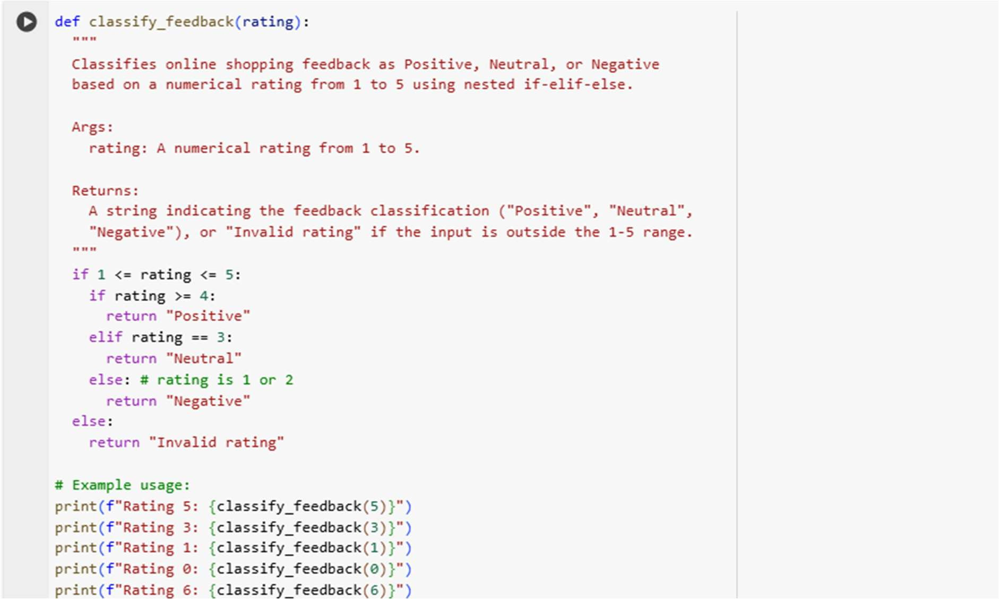 def classify_feedback(rating):
  """
  Classifies online shopping feedback as Positive, Neutral, or Negative
  based on a numerical rating from 1 to 5 using nested if-elif-else.

  Args:
    rating: A numerical rating from 1 to 5.

  Returns:
    A string indicating the feedback classification ("Positive", "Neutral",
    "Negative"), or "Invalid rating" if the input is outside the 1-5 range.
  """
  if 1 <= rating <= 5:
    if rating >= 4:
      return "Positive"
    elif rating == 3:
      return "Neutral"
    else: # rating is 1 or 2
      return "Negative"
  else:
    return "Invalid rating"

# Example usage:
print(f"Rating 5: {classify_feedback(5)}")
print(f"Rating 3: {classify_feedback(3)}")
print(f"Rating 1: {classify_feedback(1)}")
print(f"Rating 0: {classify_feedback(0)}")
print(f"Rating 6: {classify_feedback(6)}")